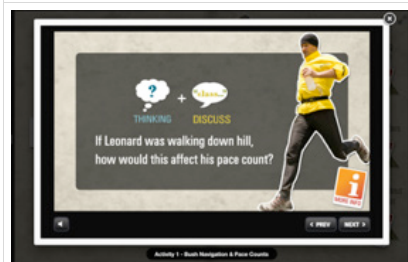 ?
"class..."
THINKING + DISCUSS
If Leonard was walking down hill,
how would this affect his pace count?
i
MORE INFO
< PREV NEXT >
Activity 1 - Bush Navigation & Pace Counts